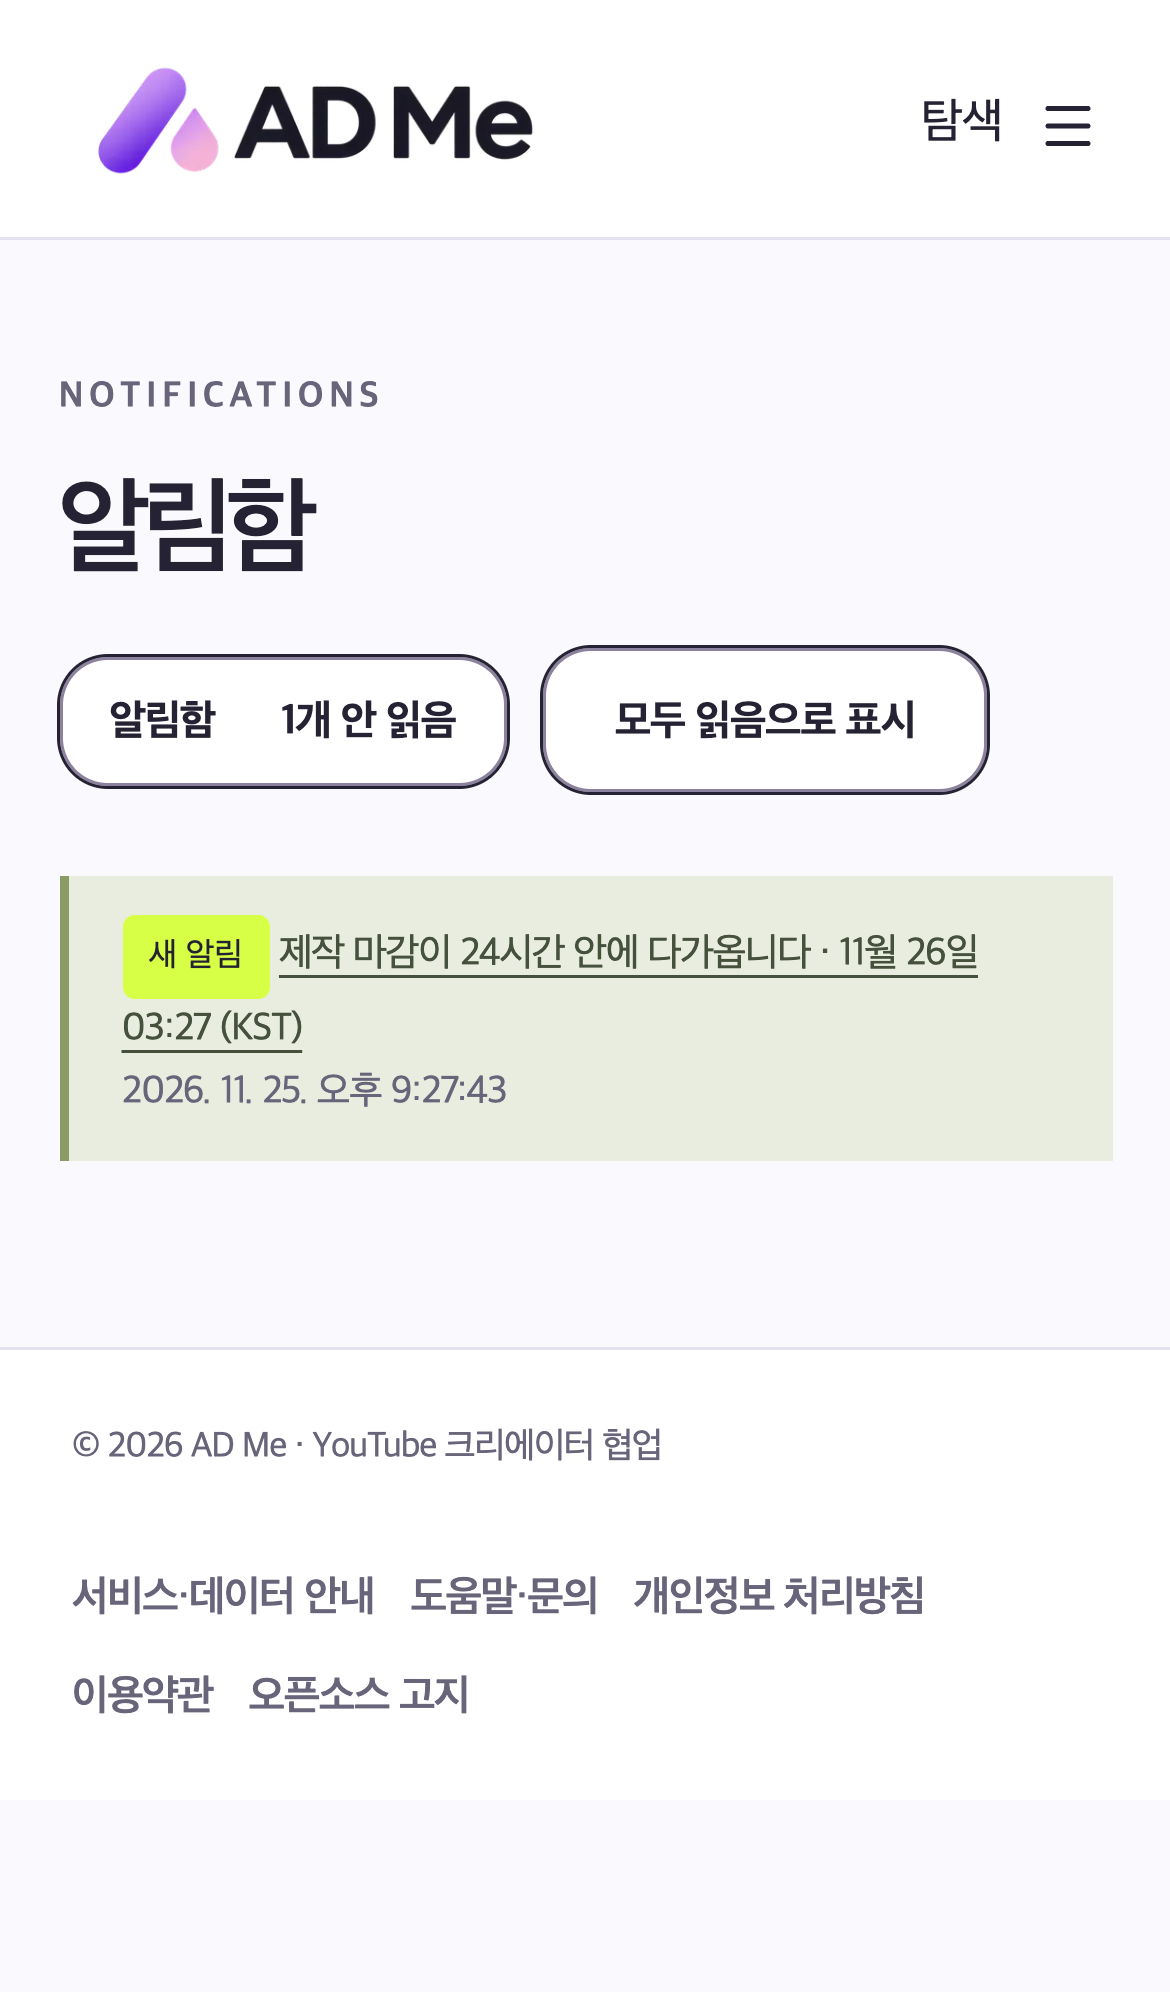 AD Me
탐색
NOTIFICATIONS
알림함
알림함 1개 안 읽음
모두 읽음으로 표시
새 알림 제작 마감이 24시간 안에 다가옵니다 · 11월 26일
03:27 (KST)
2026. 11. 25. 오후 9:27:43
© 2026 AD Me · YouTube 크리에이터 협업
서비스·데이터 안내 도움말·문의 개인정보 처리방침
이용약관 오픈소스 고지